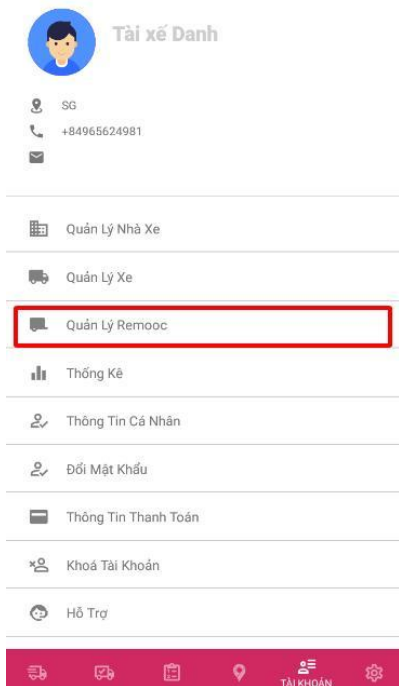 Tài xế Danh
SG
+84965624981
Quản Lý Nhà Xe
Quản Lý Xe
Quản Lý Remooc
Thống Kê
Thông Tin Cá Nhân
Đổi Mật Khẩu
Thông Tin Thanh Toán
Khoá Tài Khoản
Hỗ Trợ
TÀI KHOẢN